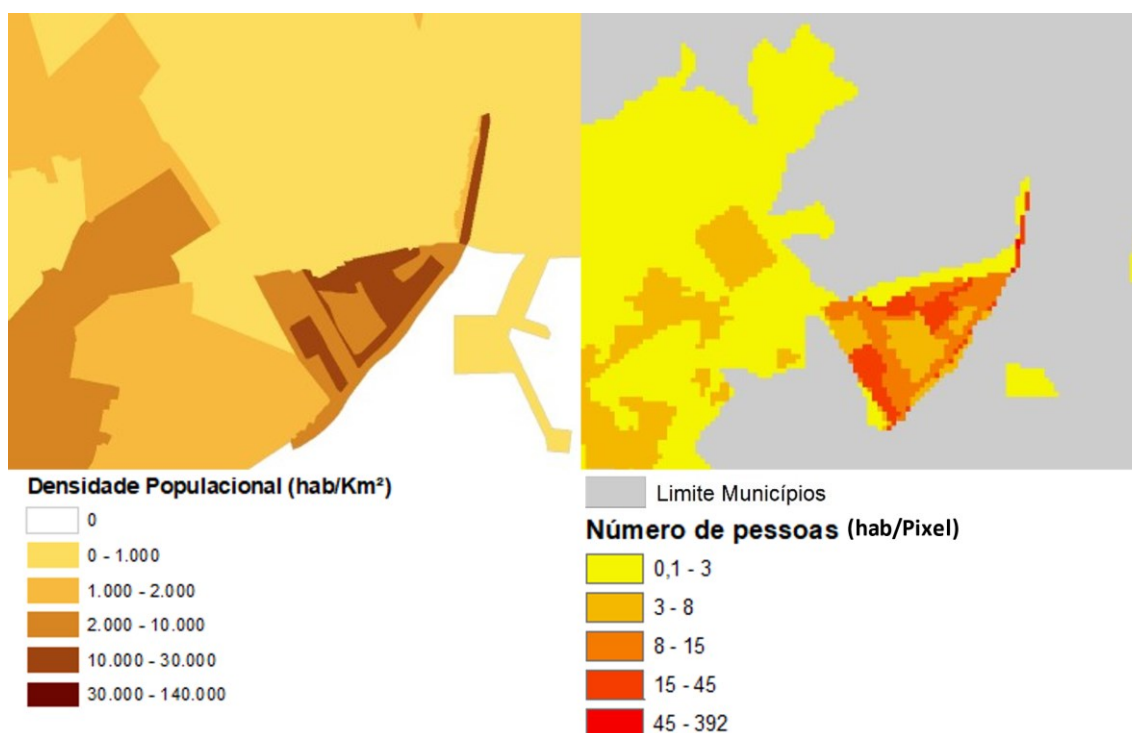 Densidade Populacional (hab/Km²)
0
0 - 1.000
1.000 - 2.000
2.000 - 10.000
10.000 - 30.000
30.000 - 140.000
Limite Municípios
Número de pessoas (hab/Pixel)
0,1 - 3
3 - 8
8 - 15
15 - 45
45 - 392